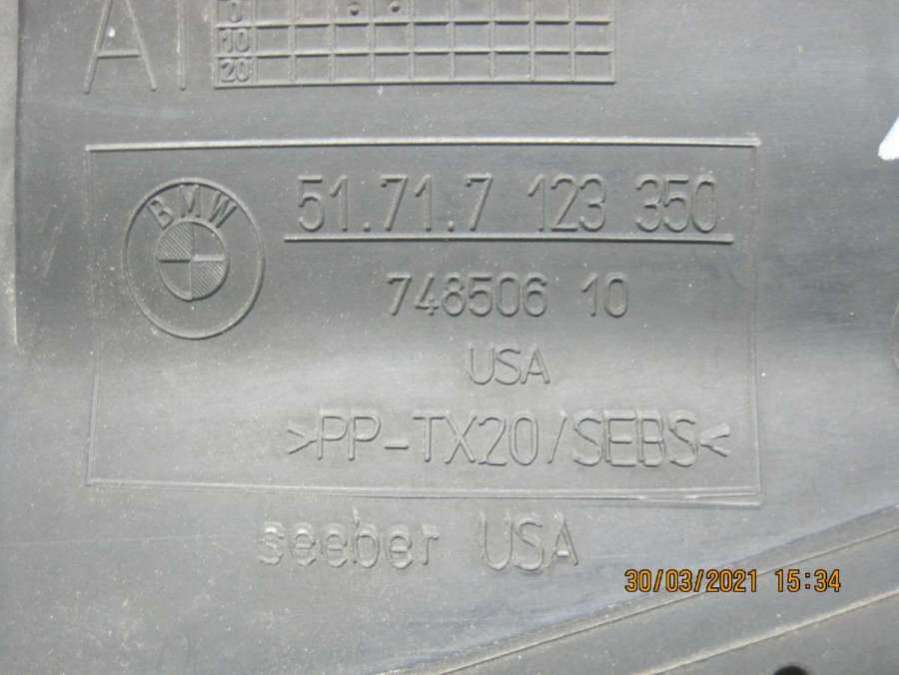 AI
10
20
BMW
51.71.7 123 350
748506 10
USA
>PP-TX20/SEBS<
seeber USA
30/03/2021 15:34